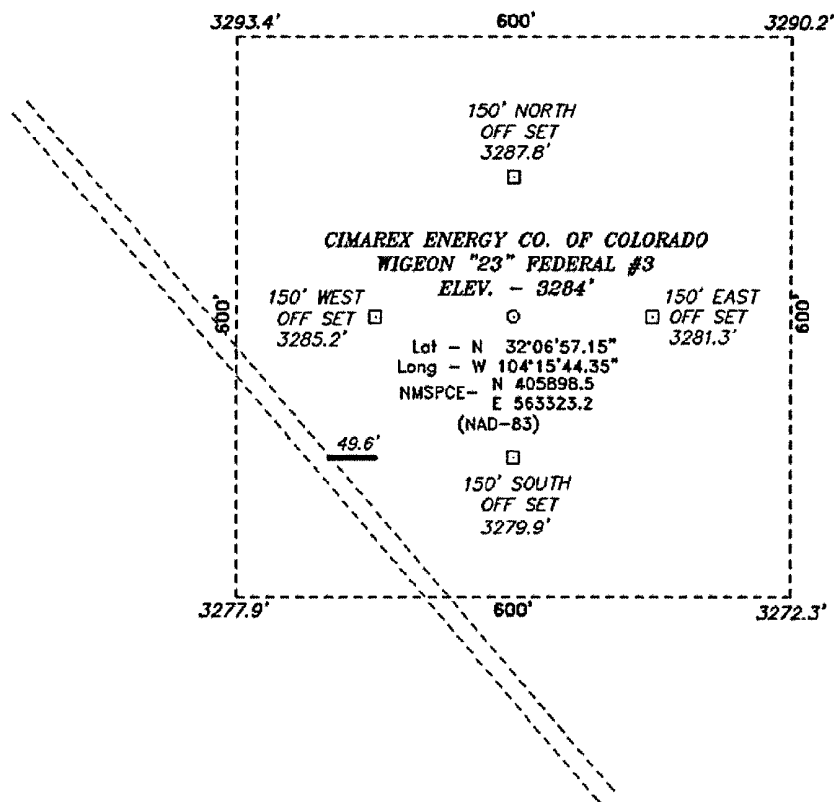 3293.4' 600' 3290.2'
150' NORTH
OFF SET
3287.8'
CIMAREX ENERGY CO. OF COLORADO
WIGEON "23" FEDERAL #3
ELEV. - 3284'
600'
150' WEST
OFF SET
3285.2'
150' EAST
OFF SET
3281.3'
600'
Lat - N 32°06'57.15"
Long - W 104°15'44.35"
NMSPCE- N 405898.5
E 563323.2
(NAD-83)
49.6'
150' SOUTH
OFF SET
3279.9'
3277.9' 600' 3272.3'